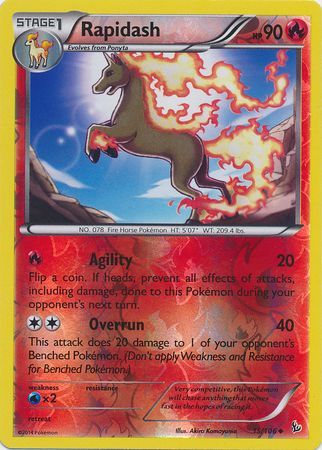 STAGE1
Rapidash
HP 90
Evolves from Ponyta
NO. 078 Fire Horse Pokémon HT: 5'07" WT: 209.4 lbs.
Agility 20
Flip a coin. If heads, prevent all effects of attacks,
including damage, done to this Pokémon during your
opponent's next turn.
Overrun 40
This attack does 20 damage to 1 of your opponent's
Benched Pokémon. (Don't apply Weakness and Resistance
for Benched Pokémon.)
weakness resistance
×2
retreat
Very competitive, this Pokémon
will chase anything that moves
fast in the hopes of racing it.
Illus. Akira Komayama
15/106
©2014 Pokémon